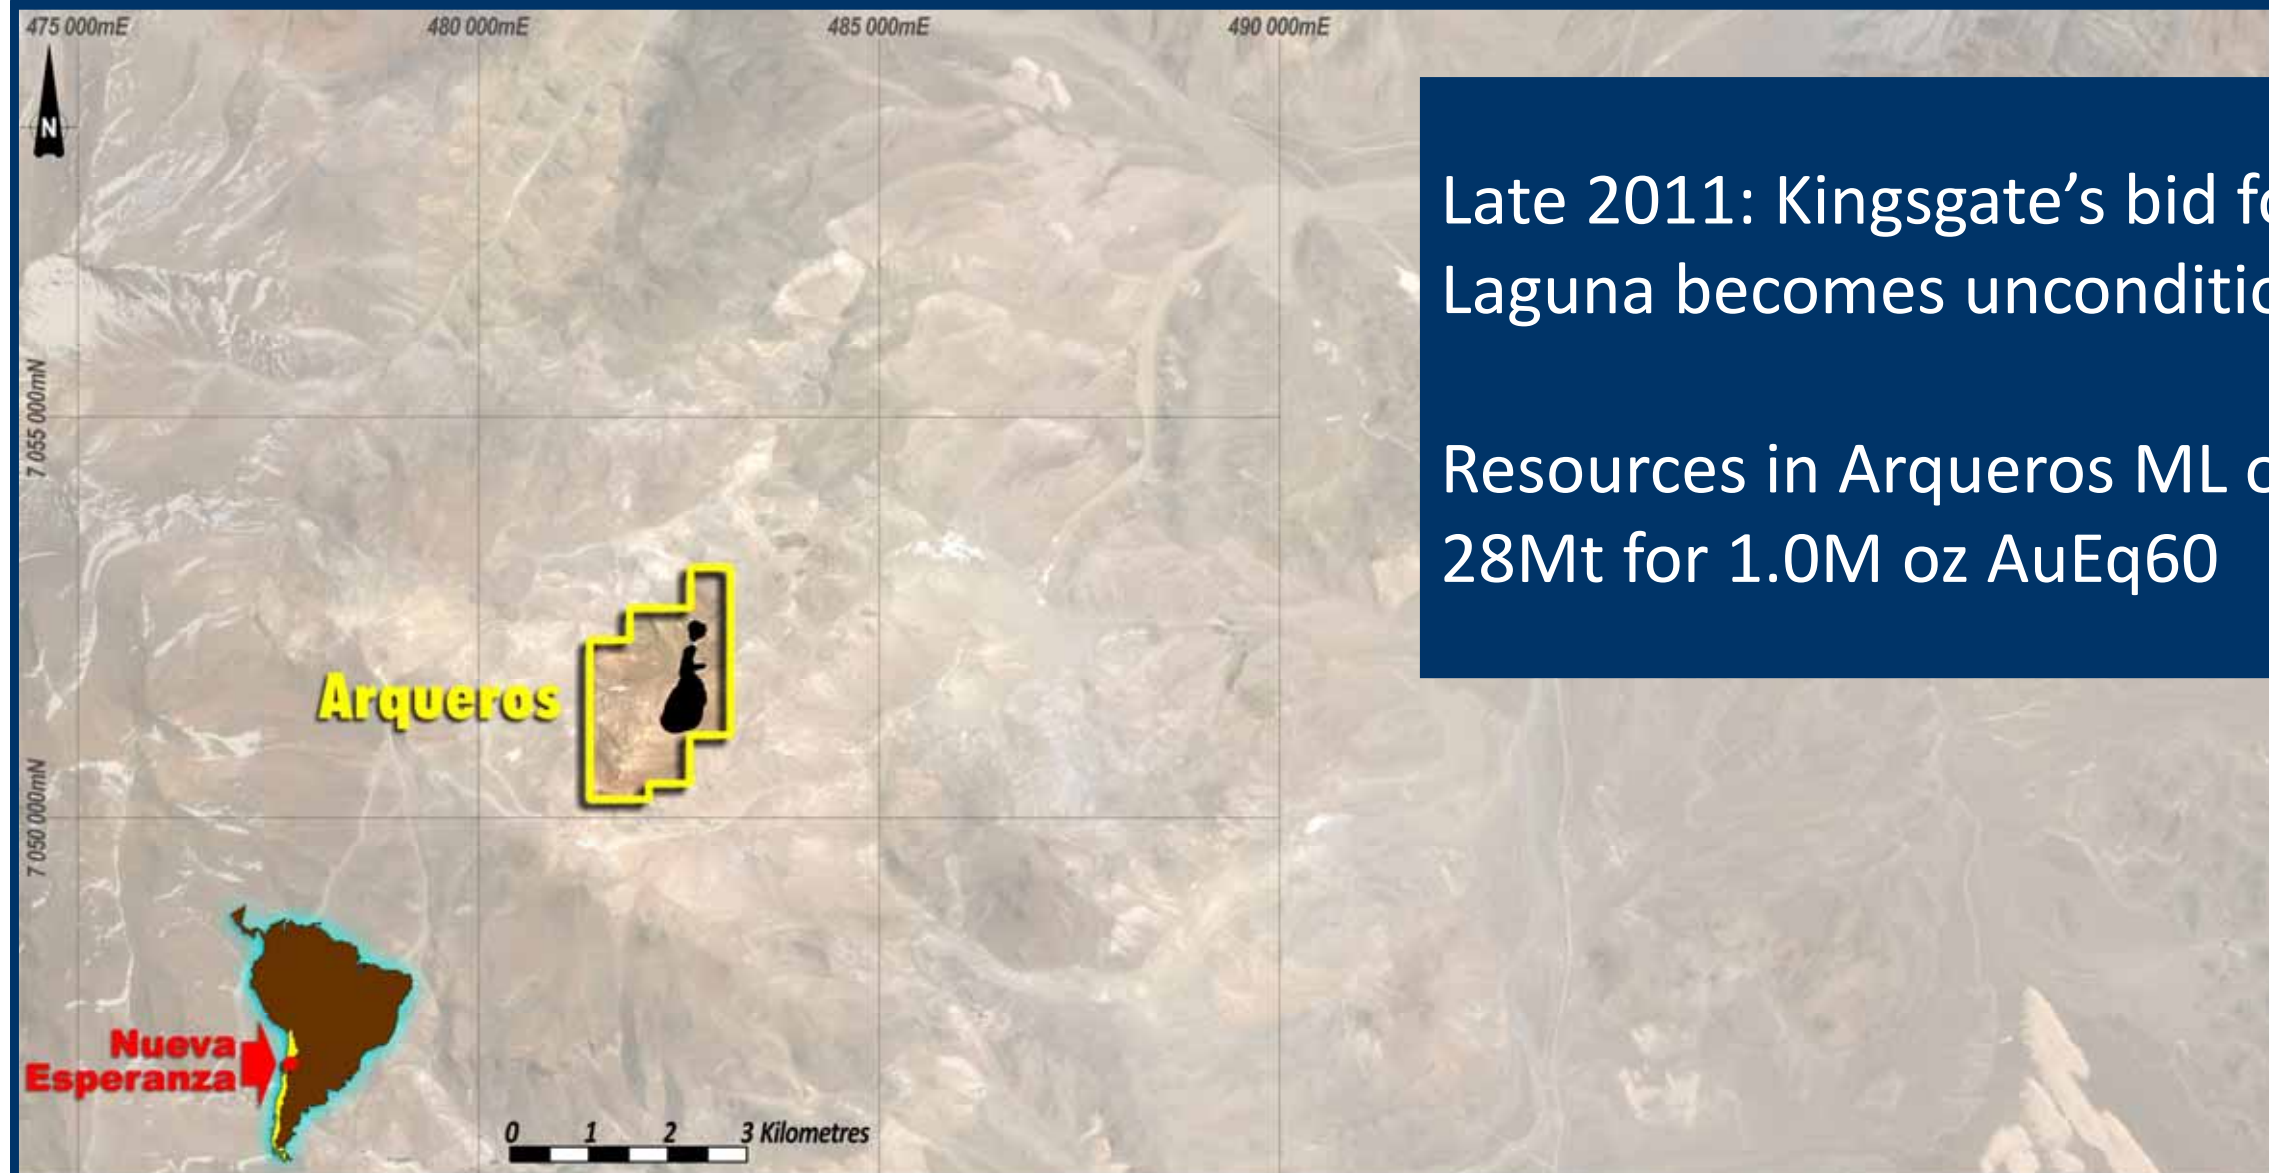 475 000mE 480 000mE 485 000mE 490 000mE
N
Late 2011: Kingsgate’s bid
Laguna becomes
7 055 000mN
Resources in Arqueros ML
28Mt for 1.0M oz AuEq60
Arqueros
7 050 000mN
Nueva
Esperanza
0 1 2 3 Kilometres